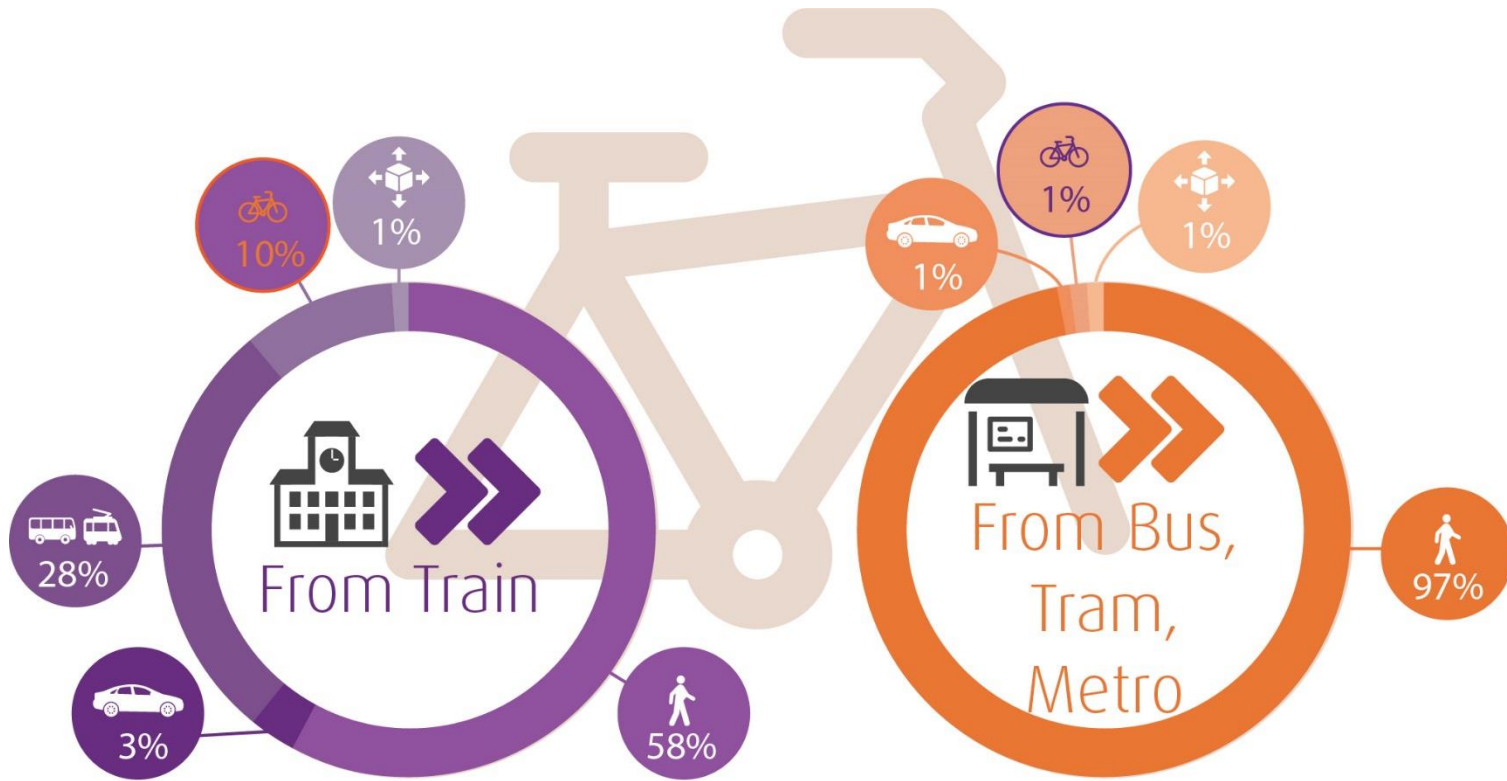 10%
1%
28%
3%
58%
From Train
1%
1%
1%
97%
From Bus,
Tram,
Metro